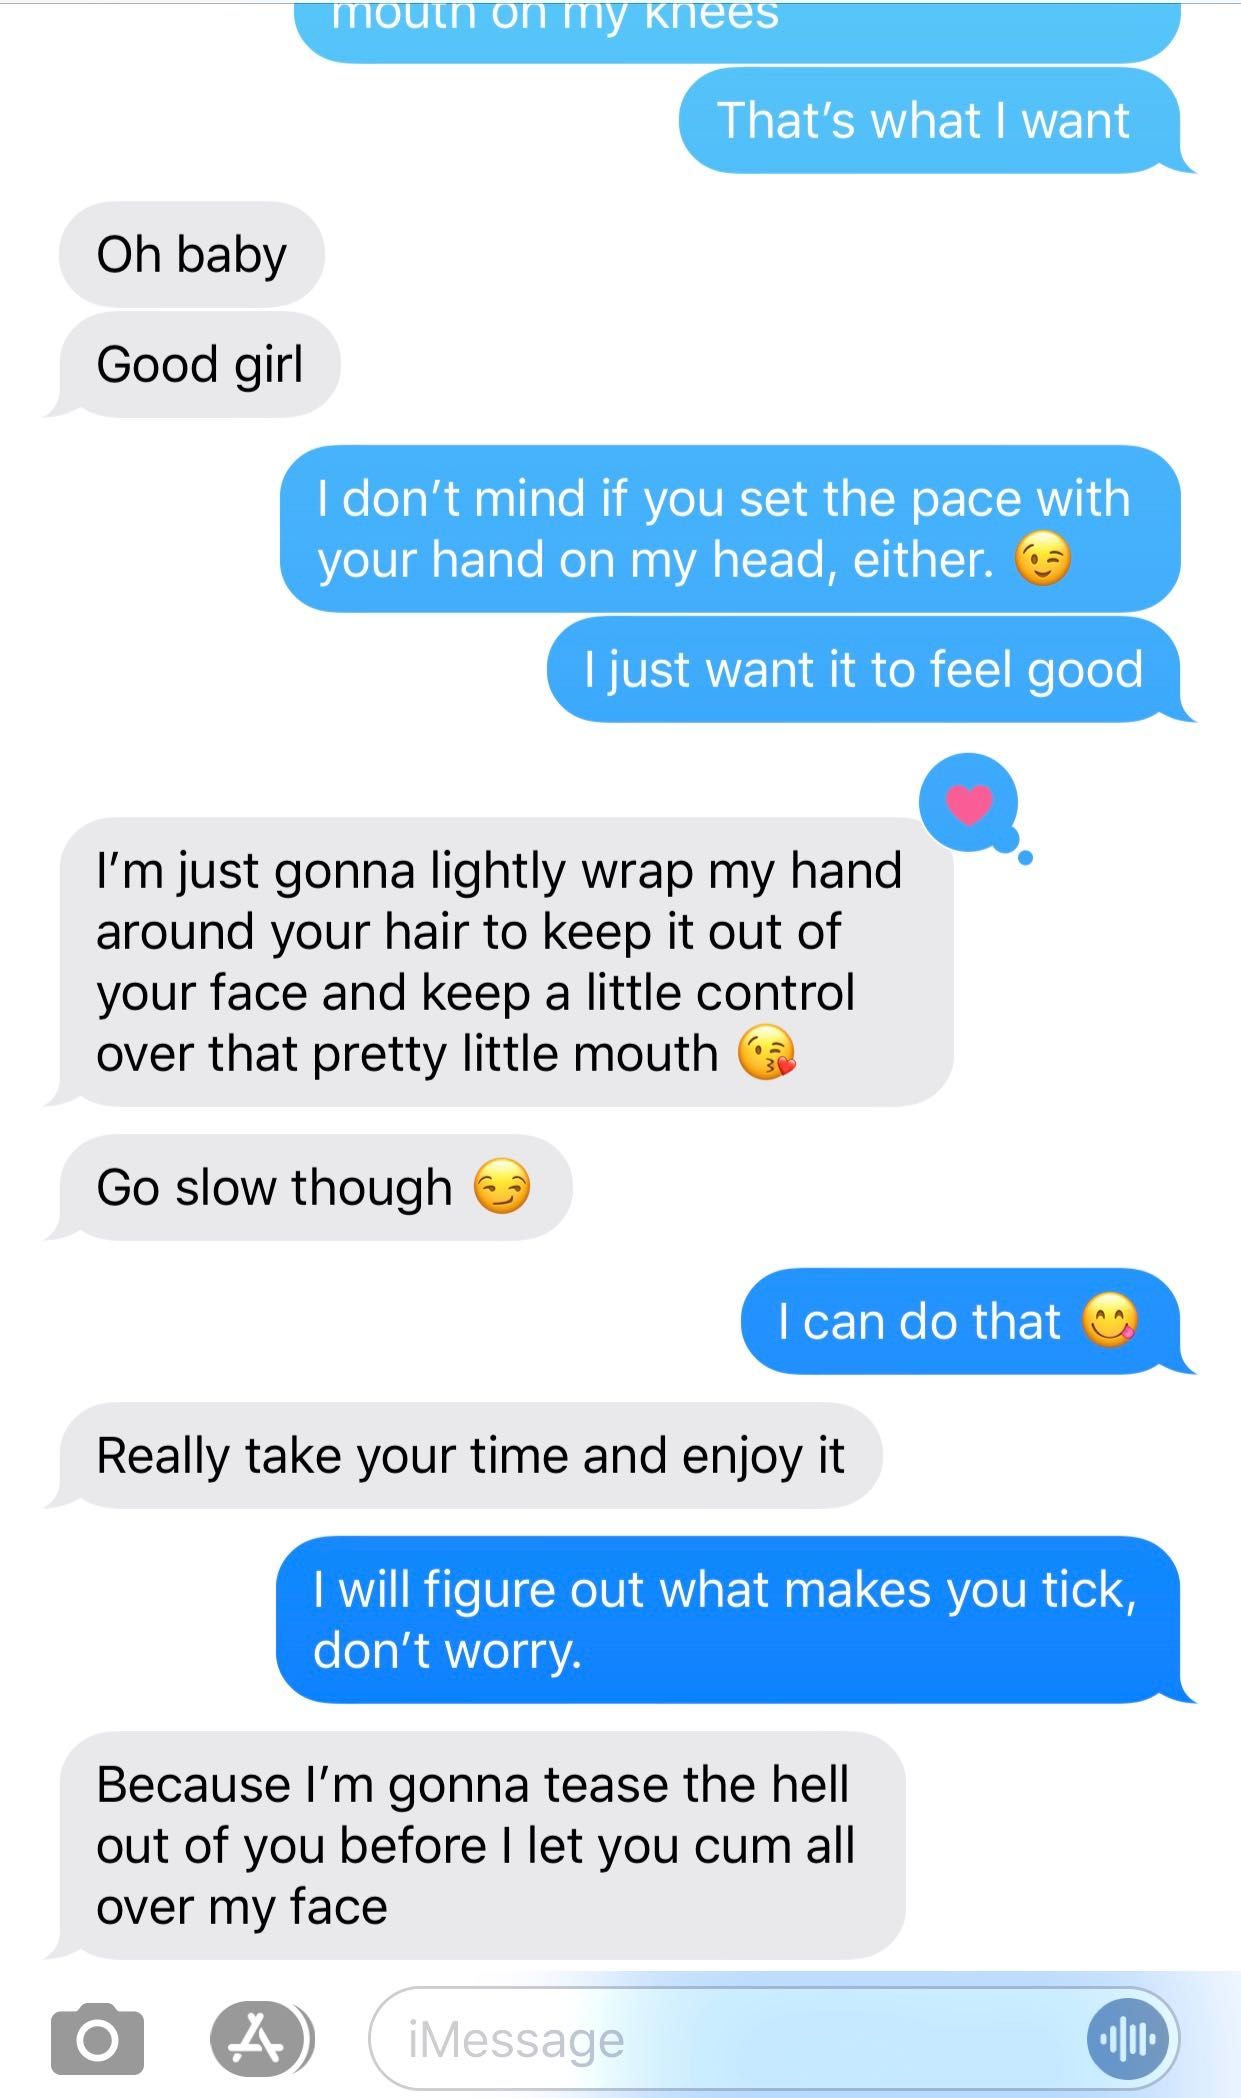 mouth on my knees
That's what I want
Oh baby
Good girl
I don't mind if you set the pace with
your hand on my head, either. 😉
I just want it to feel good
I'm just gonna lightly wrap my hand
around your hair to keep it out of
your face and keep a little control
over that pretty little mouth 😘
Go slow though 😏
I can do that 😋
Really take your time and enjoy it
I will figure out what makes you tick,
don't worry.
Because I'm gonna tease the hell
out of you before I let you cum all
over my face
iMessage